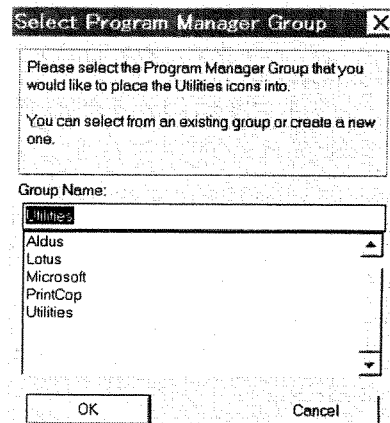 Select Program Manager Group
Please select the Program Manager Group that you
would like to place the Utilities icons into.
You can select from an existing group or create a new
one.
Group Name:
Utilities
Aldus
Lotus
Microsoft
PrintCop
Utilities
OK
Cancel